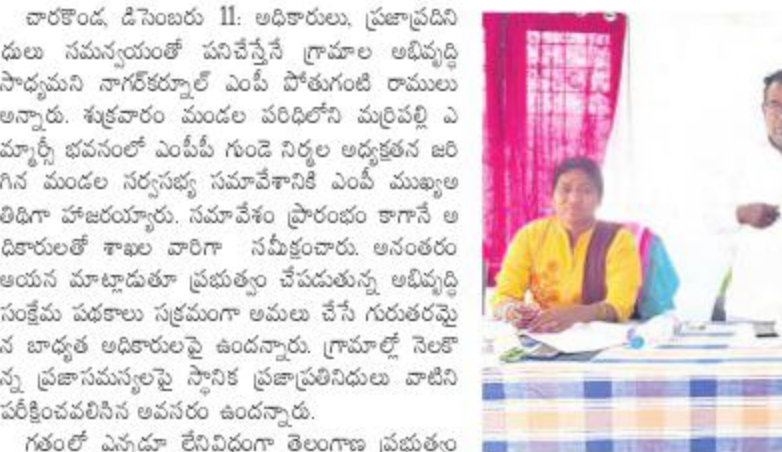 చారకొండ, డిసెంబరు 11: అధికారులు, ప్రజాప్రదిని
ధులు సమన్వయంతో పనిచేస్తేనే గ్రామాల అభివృద్ధి
సాధ్యమని నాగర్‌కర్నూల్ ఎంపీ పోతుగంటి రాములు
అన్నారు. శుక్రవారం మండల పరిధిలోని మర్రిపల్లి ఎ
మ్మార్సీ భవనంలో ఎంపీపీ గుండె నిర్మల అధ్యక్షతన జరి
గిన మండల సర్వసభ్య సమావేశానికి ఎంపీ ముఖ్యఅ
తిథిగా హాజరయ్యారు. సమావేశం ప్రారంభం కాగానే అ
ధికారులతో శాఖల వారిగా సమీక్షించారు. అనంతరం
ఆయన మాట్లాడుతూ ప్రభుత్వం చేపడుతున్న అభివృద్ధి
సంక్షేమ పథకాలు సక్రమంగా అమలు చేసే గురుతరమై
న బాధ్యత అధికారులపై ఉందన్నారు. గ్రామాల్లో నెలకొ
న్న ప్రజాసమస్యలపై స్థానిక ప్రజాప్రతినిధులు వాటిని
పరీక్షించవలిసిన అవసరం ఉందన్నారు.
గతంలో ఎన్నడూ లేనివిధంగా తెలంగాణ ప్రభుత్వం